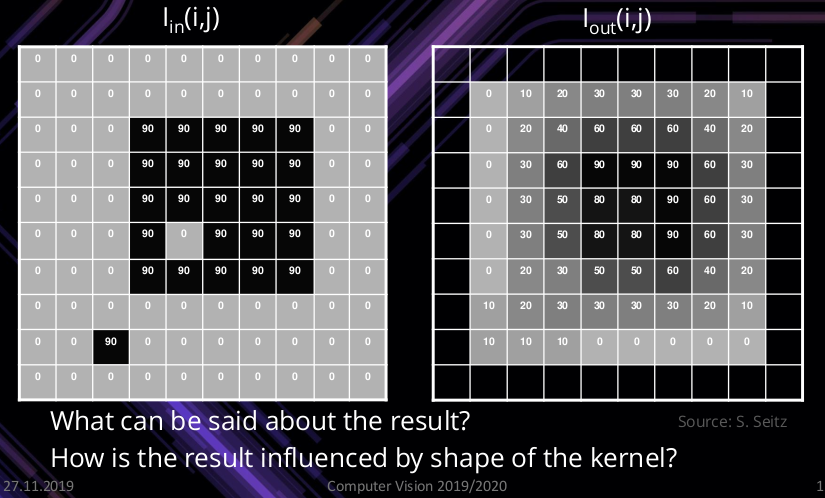 Iin(i,j)
Iout(i,j)
0 0 0 0 0 0 0 0 0 0
0 0 0 0 0 0 0 0 0 0
0 0 0 90 90 90 90 90 0 0
0 0 0 90 90 90 90 90 0 0
0 0 0 90 90 90 90 90 0 0
0 0 0 90 0 90 90 90 0 0
0 0 0 90 90 90 90 90 0 0
0 0 0 0 0 0 0 0 0 0
0 0 90 0 0 0 0 0 0 0
0 0 0 0 0 0 0 0 0 0
0 10 20 30 30 30 20 10
0 20 40 60 60 60 40 20
0 30 60 90 90 90 60 30
0 30 50 80 80 90 60 30
0 30 50 80 80 90 60 30
0 20 30 50 50 60 40 20
10 20 30 30 30 30 20 10
10 10 10 0 0 0 0 0
What can be said about the result?
Source: S. Seitz
How is the result influenced by shape of the kernel?
27.11.2019
Computer Vision 2019/2020
1